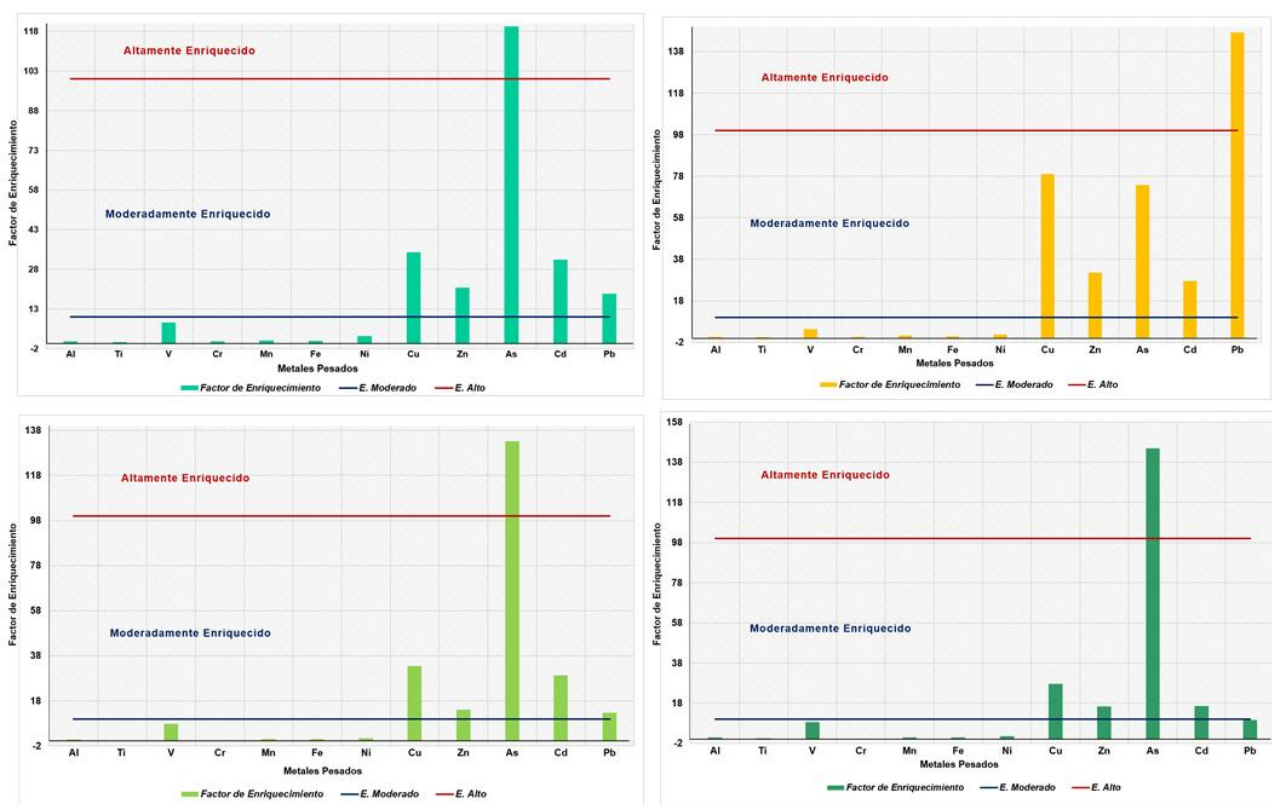 118
Altamente Enriquecido
103
88
73
58
Moderadamente Enriquecido
43
28
13
-2
Factor de Enriquecimiento
Al Ti V Cr Mn Fe Ni Cu Zn As Cd Pb
Metales Pesados
Factor de Enriquecimiento E. Moderado E. Alto
138
Altamente Enriquecido
118
98
78
58
Moderadamente Enriquecido
38
18
-2
Factor de Enriquecimiento
Al Ti V Cr Mn Fe Ni Cu Zn As Cd Pb
Metales Pesados
Factor de Enriquecimiento E. Moderado E. Alto
138
118
Altamente Enriquecido
98
78
58
Moderadamente Enriquecido
38
18
-2
Factor de Enriquecimiento
Al Ti V Cr Mn Fe Ni Cu Zn As Cd Pb
Metales Pesados
Factor de Enriquecimiento E. Moderado E. Alto
158
138
Altamente Enriquecido
118
98
78
58
Moderadamente Enriquecido
38
18
-2
Factor de Enriquecimiento
Al Ti V Cr Mn Fe Ni Cu Zn As Cd Pb
Metales Pesados
Factor de Enriquecimiento E. Moderado E. Alto